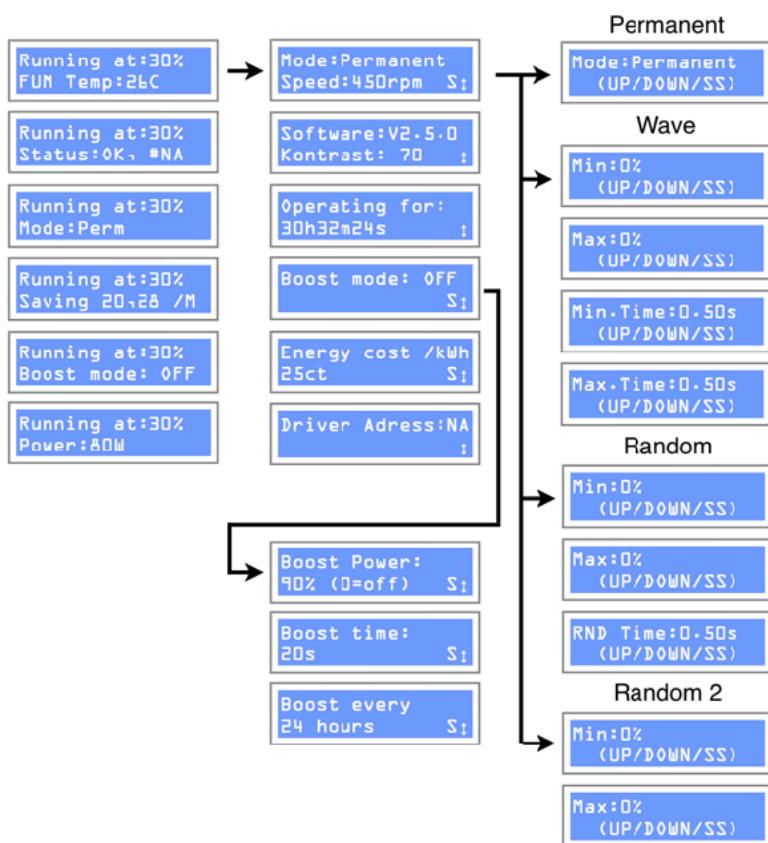 Running at:30%
FUN Temp:26C
Running at:30%
Status:OK, #NA
Running at:30%
Mode:Perm
Running at:30%
Saving 20,28 /M
Running at:30%
Boost mode: OFF
Running at:30%
Power:80W
Mode:Permanent
Speed:450rpm S↕
Software:V2.5.0
Kontrast: 70 ↕
Operating for:
30h32m24s ↕
Boost mode: OFF
S↕
Energy cost /kWh
25ct S↕
Driver Adress:NA
↕
Boost Power:
90% (0=off) S↕
Boost time:
20s S↕
Boost every
24 hours S↕
Permanent
Mode:Permanent
(UP/DOWN/SS)
Wave
Min:0%
(UP/DOWN/SS)
Max:0%
(UP/DOWN/SS)
Min.Time:0.50s
(UP/DOWN/SS)
Max.Time:0.50s
(UP/DOWN/SS)
Random
Min:0%
(UP/DOWN/SS)
Max:0%
(UP/DOWN/SS)
RND Time:0.50s
(UP/DOWN/SS)
Random 2
Min:0%
(UP/DOWN/SS)
Max:0%
(UP/DOWN/SS)